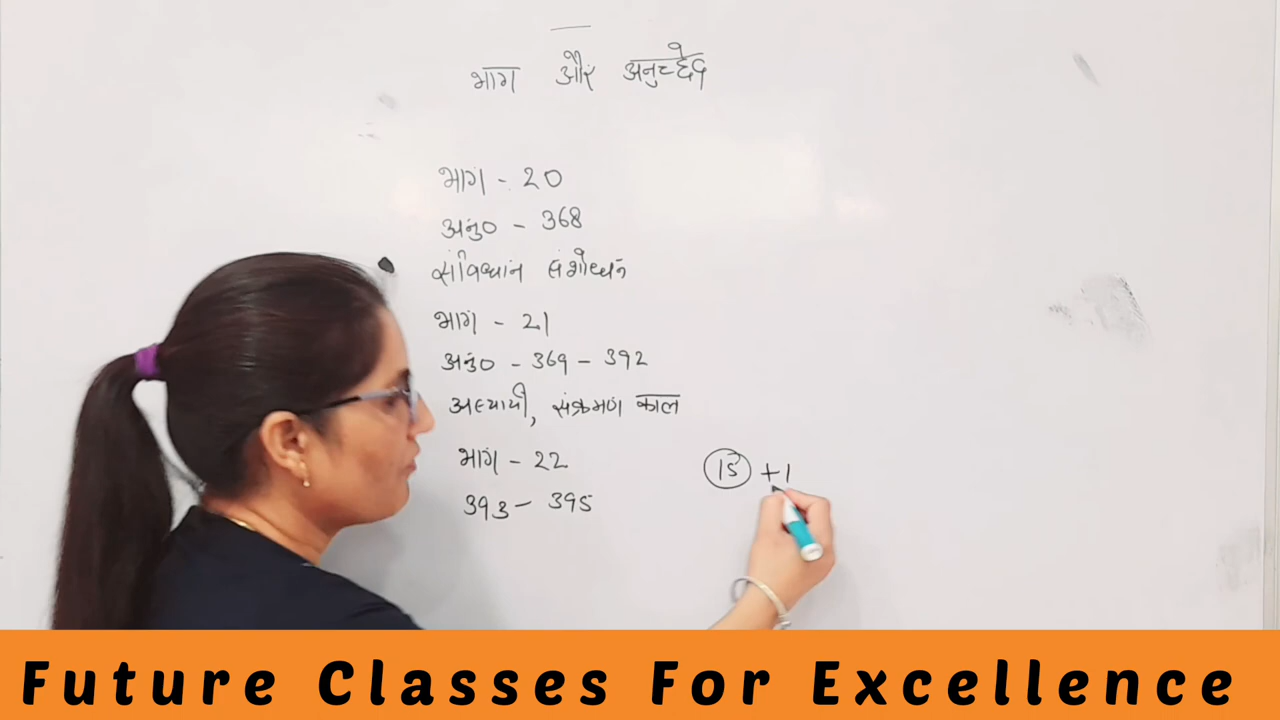 भाग और अनुच्छेद
भाग - 20
अनु० - 368
संविधान संशोधन
भाग - 21
अनु० - 369 - 392
अस्थायी, संक्रमण काल
भाग - 22
393 - 395
15 +1
Future Classes For Excellence